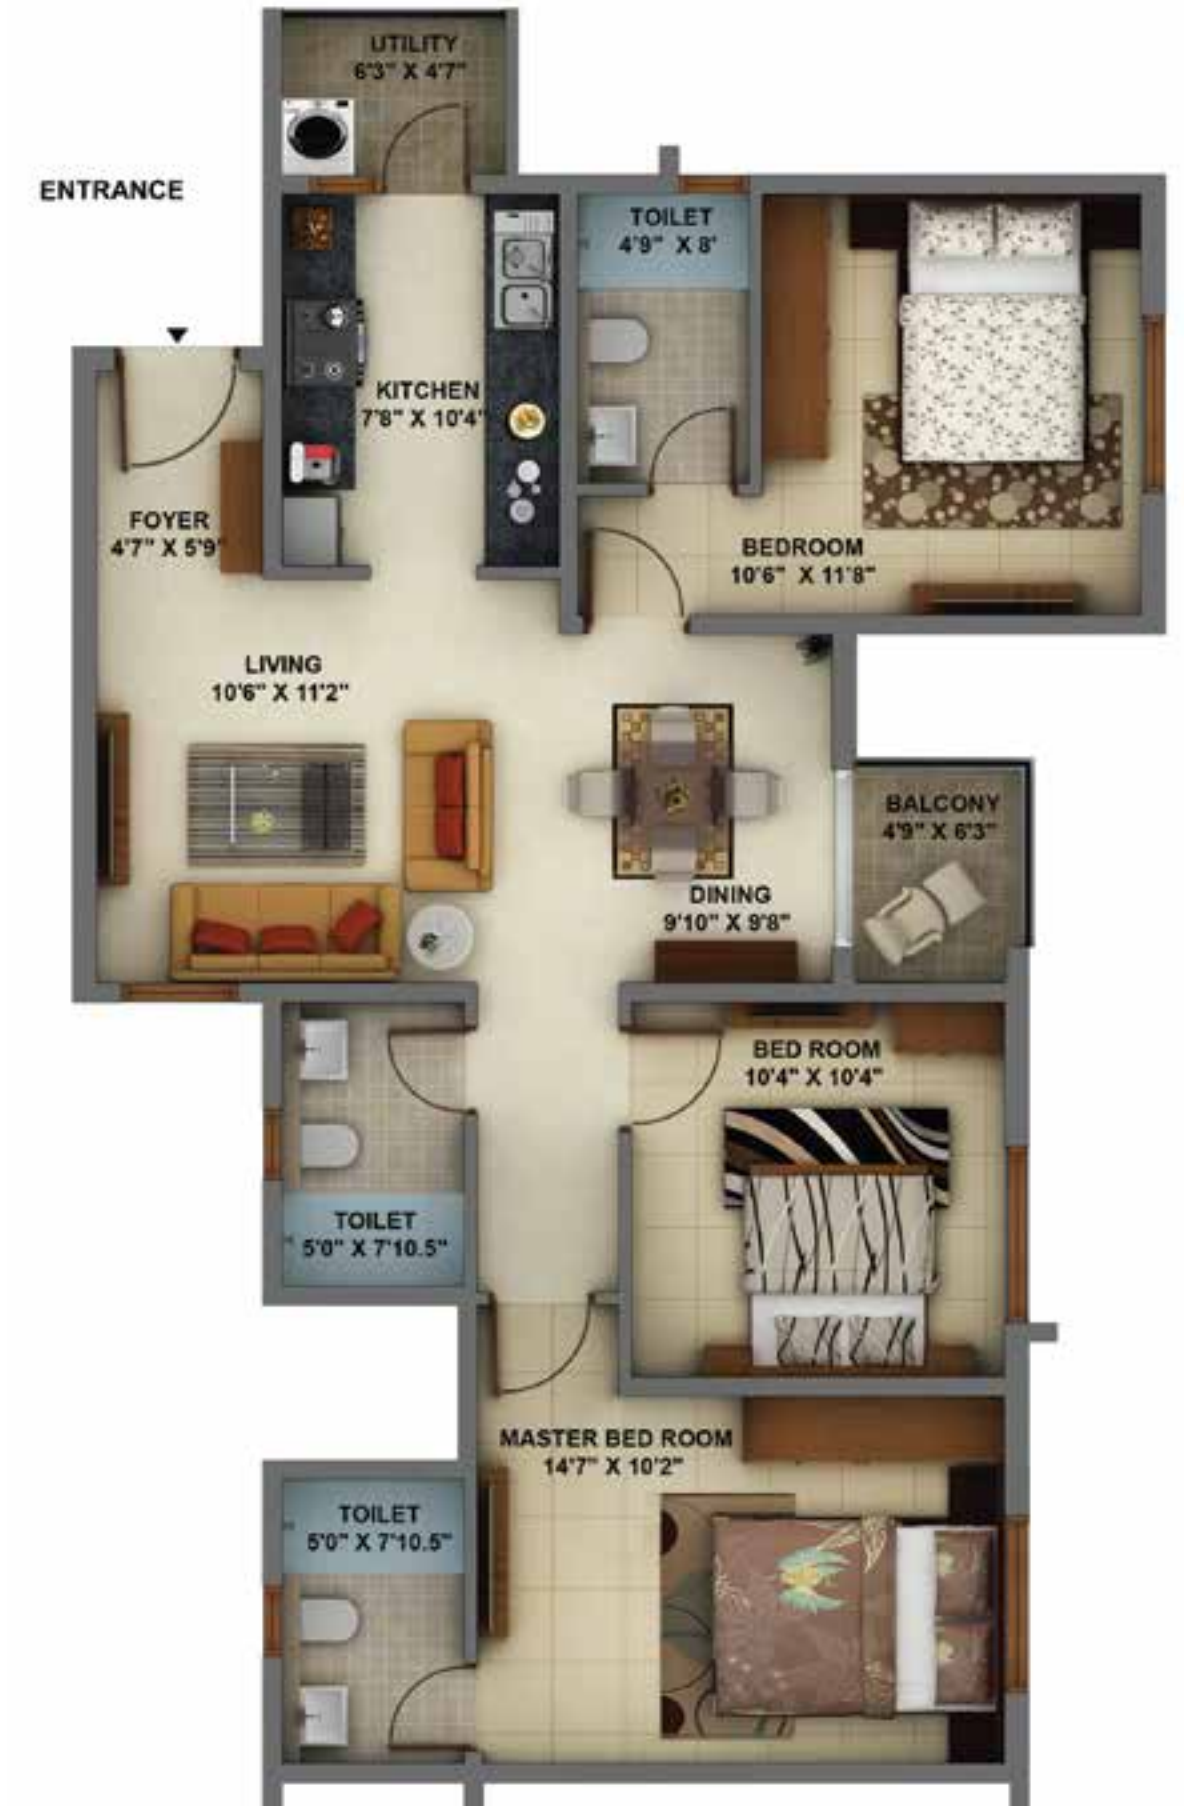 UTILITY
6'3" X 4'7"
ENTRANCE
TOILET
4'9" X 8'
KITCHEN
7'8" X 10'4"
FOYER
4'7" X 5'9"
BEDROOM
10'6" X 11'8"
LIVING
10'6" X 11'2"
BALCONY
4'9" X 6'3"
DINING
9'10" X 9'8"
BED ROOM
10'4" X 10'4"
TOILET
5'0" X 7'10.5"
MASTER BED ROOM
14'7" X 10'2"
TOILET
5'0" X 7'10.5"